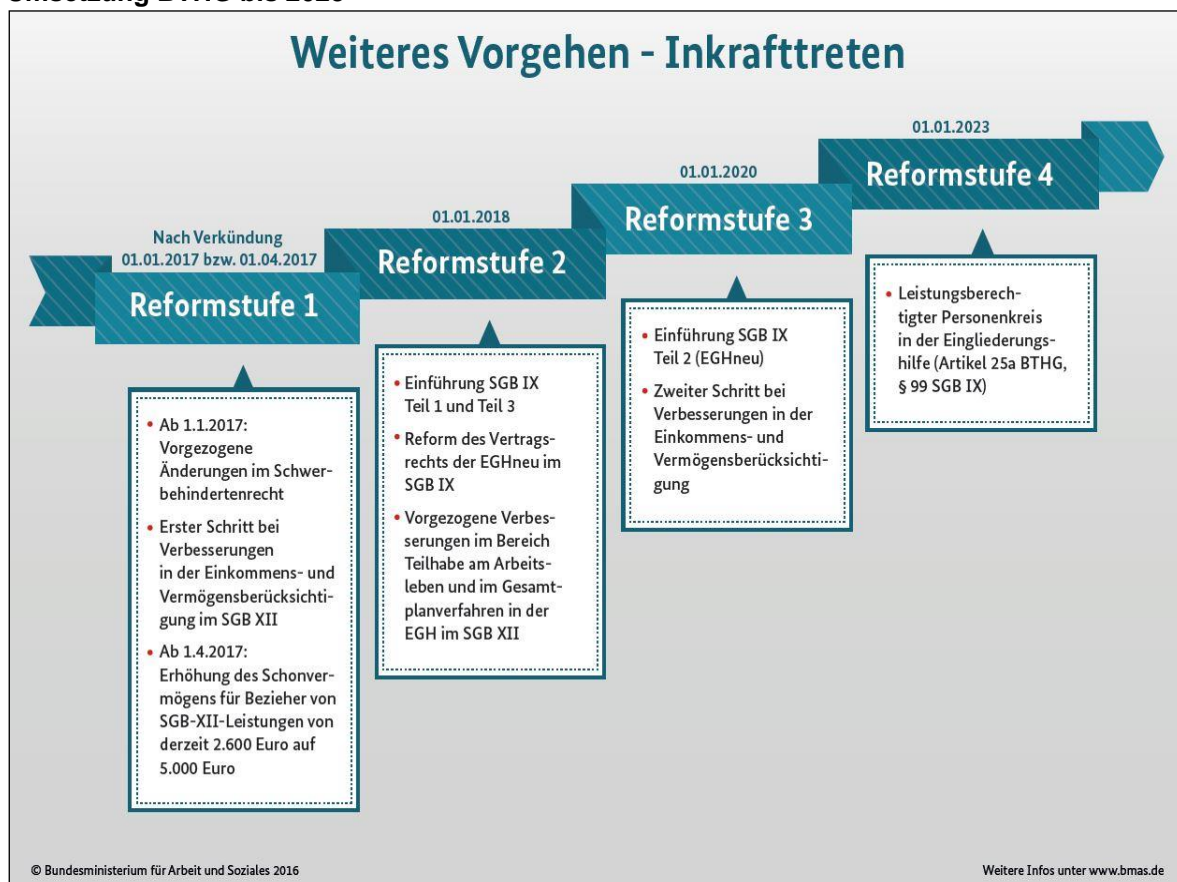 Weiteres Vorgehen - Inkrafttreten
Nach Verkündung
01.01.2017 bzw. 01.04.2017
Reformstufe 1
• Ab 1.1.2017:
Vorgezogene
Änderungen im Schwer-
behindertenrecht
• Erster Schritt bei
Verbesserungen
in der Einkommens- und
Vermögensberücksichti-
gung im SGB XII
• Ab 1.4.2017:
Erhöhung des Schonver-
mögens für Bezieher von
SGB-XII-Leistungen von
derzeit 2.600 Euro auf
5.000 Euro
01.01.2018
Reformstufe 2
• Einführung SGB IX
Teil 1 und Teil 3
• Reform des Vertrags-
rechts der EGHneu im
SGB IX
• Vorgezogene Verbes-
serungen im Bereich
Teilhabe am Arbeits-
leben und im Gesamt-
planverfahren in der
EGH im SGB XII
01.01.2020
Reformstufe 3
• Einführung SGB IX
Teil 2 (EGHneu)
• Zweiter Schritt bei
Verbesserungen in der
Einkommens- und
Vermögensberücksichti-
gung
01.01.2023
Reformstufe 4
• Leistungsberech-
tigter Personenkreis
in der Eingliederungs-
hilfe (Artikel 25a BTHG,
§ 99 SGB IX)
© Bundesministerium für Arbeit und Soziales 2016
Weitere Infos unter www.bmas.de